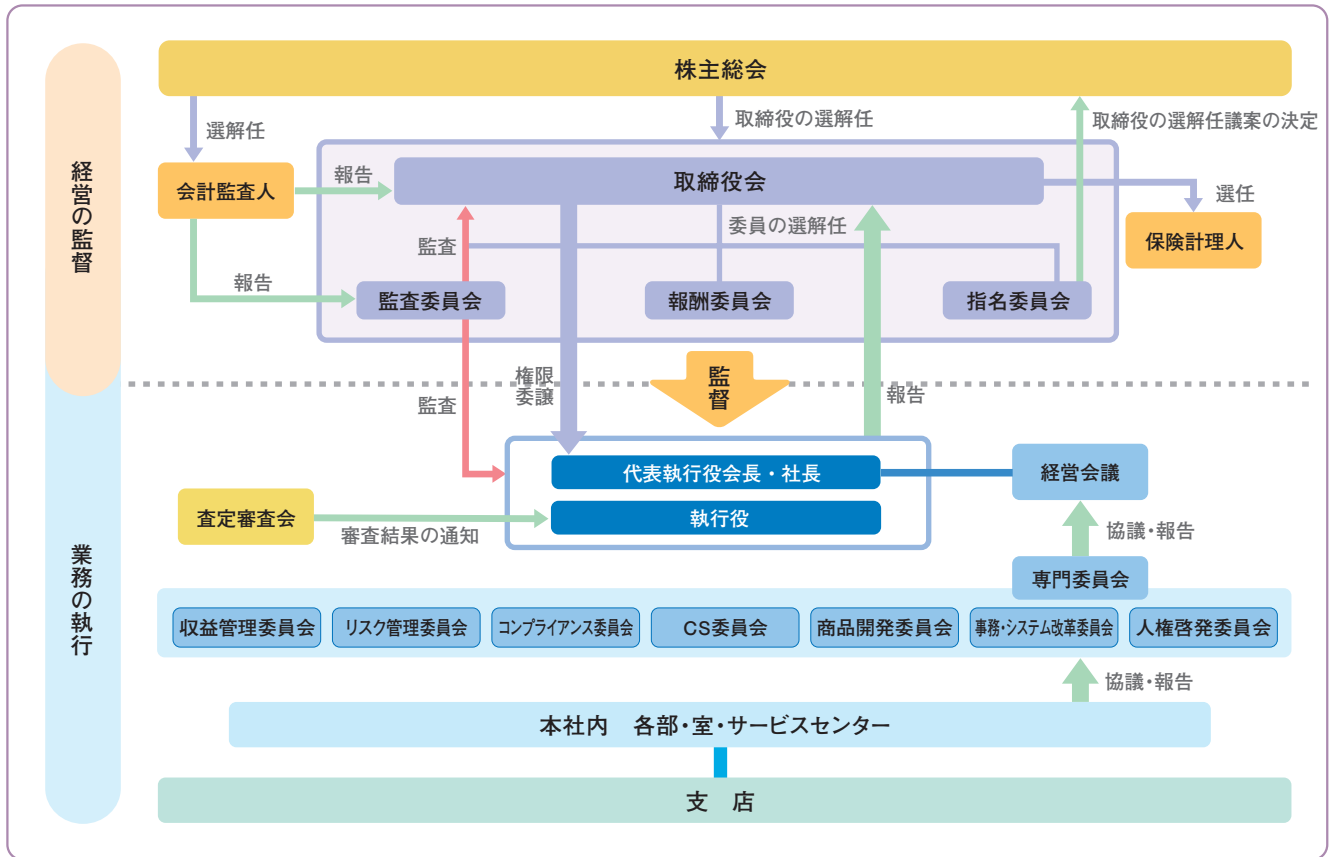 経営の監督
業務の執行
株主総会
選解任
取締役の選解任
取締役の選解任議案の決定
会計監査人
報告
取締役会
選任
保険計理人
監査
委員の選解任
報告
監査委員会
報酬委員会
指名委員会
権限
委譲
監督
報告
監査
代表執行役会長・社長
経営会議
執行役
査定審査会
審査結果の通知
協議・報告
専門委員会
収益管理委員会
リスク管理委員会
コンプライアンス委員会
CS委員会
商品開発委員会
事務・システム改革委員会
人権啓発委員会
協議・報告
本社内　各部・室・サービスセンター
支　店